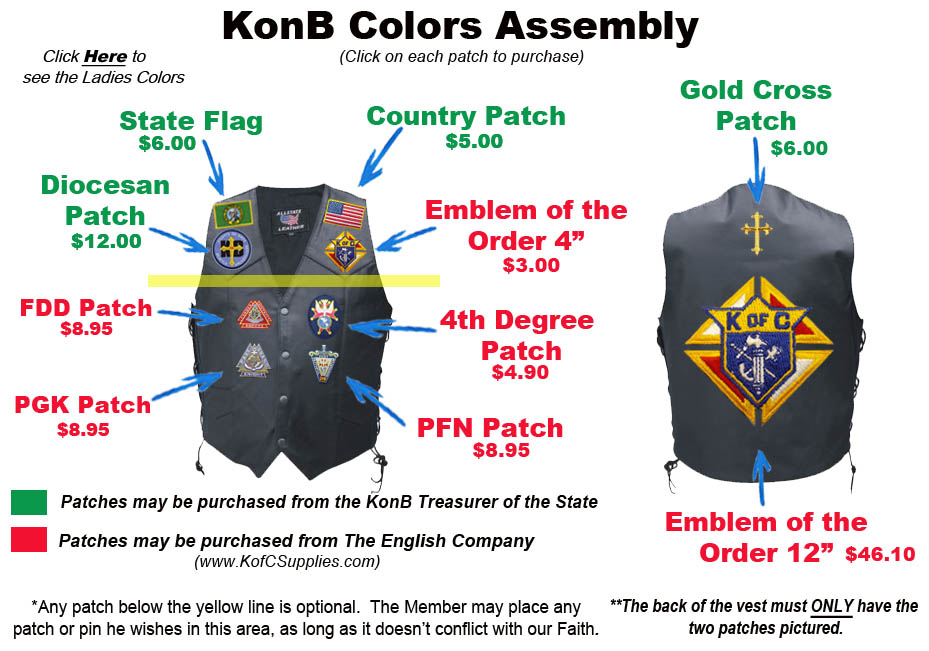 KonB Colors Assembly
(Click on each patch to purchase)
Click Here to
see the Ladies Colors
State Flag
$6.00
Country Patch
$5.00
Gold Cross
Patch
$6.00
Diocesan
Patch
$12.00
ALLSTATE
LEATHER
K OF C
Emblem of the
Order 4”
$3.00
FDD Patch
$8.95
4th Degree
Patch
$4.90
K OF C
PGK Patch
$8.95
PFN Patch
$8.95
Patches may be purchased from the KonB Treasurer of the State
Patches may be purchased from The English Company
(www.KofCSupplies.com)
Emblem of the
Order 12” $46.10
*Any patch below the yellow line is optional. The Member may place any
patch or pin he wishes in this area, as long as it doesn’t conflict with our Faith.
**The back of the vest must ONLY have the
two patches pictured.